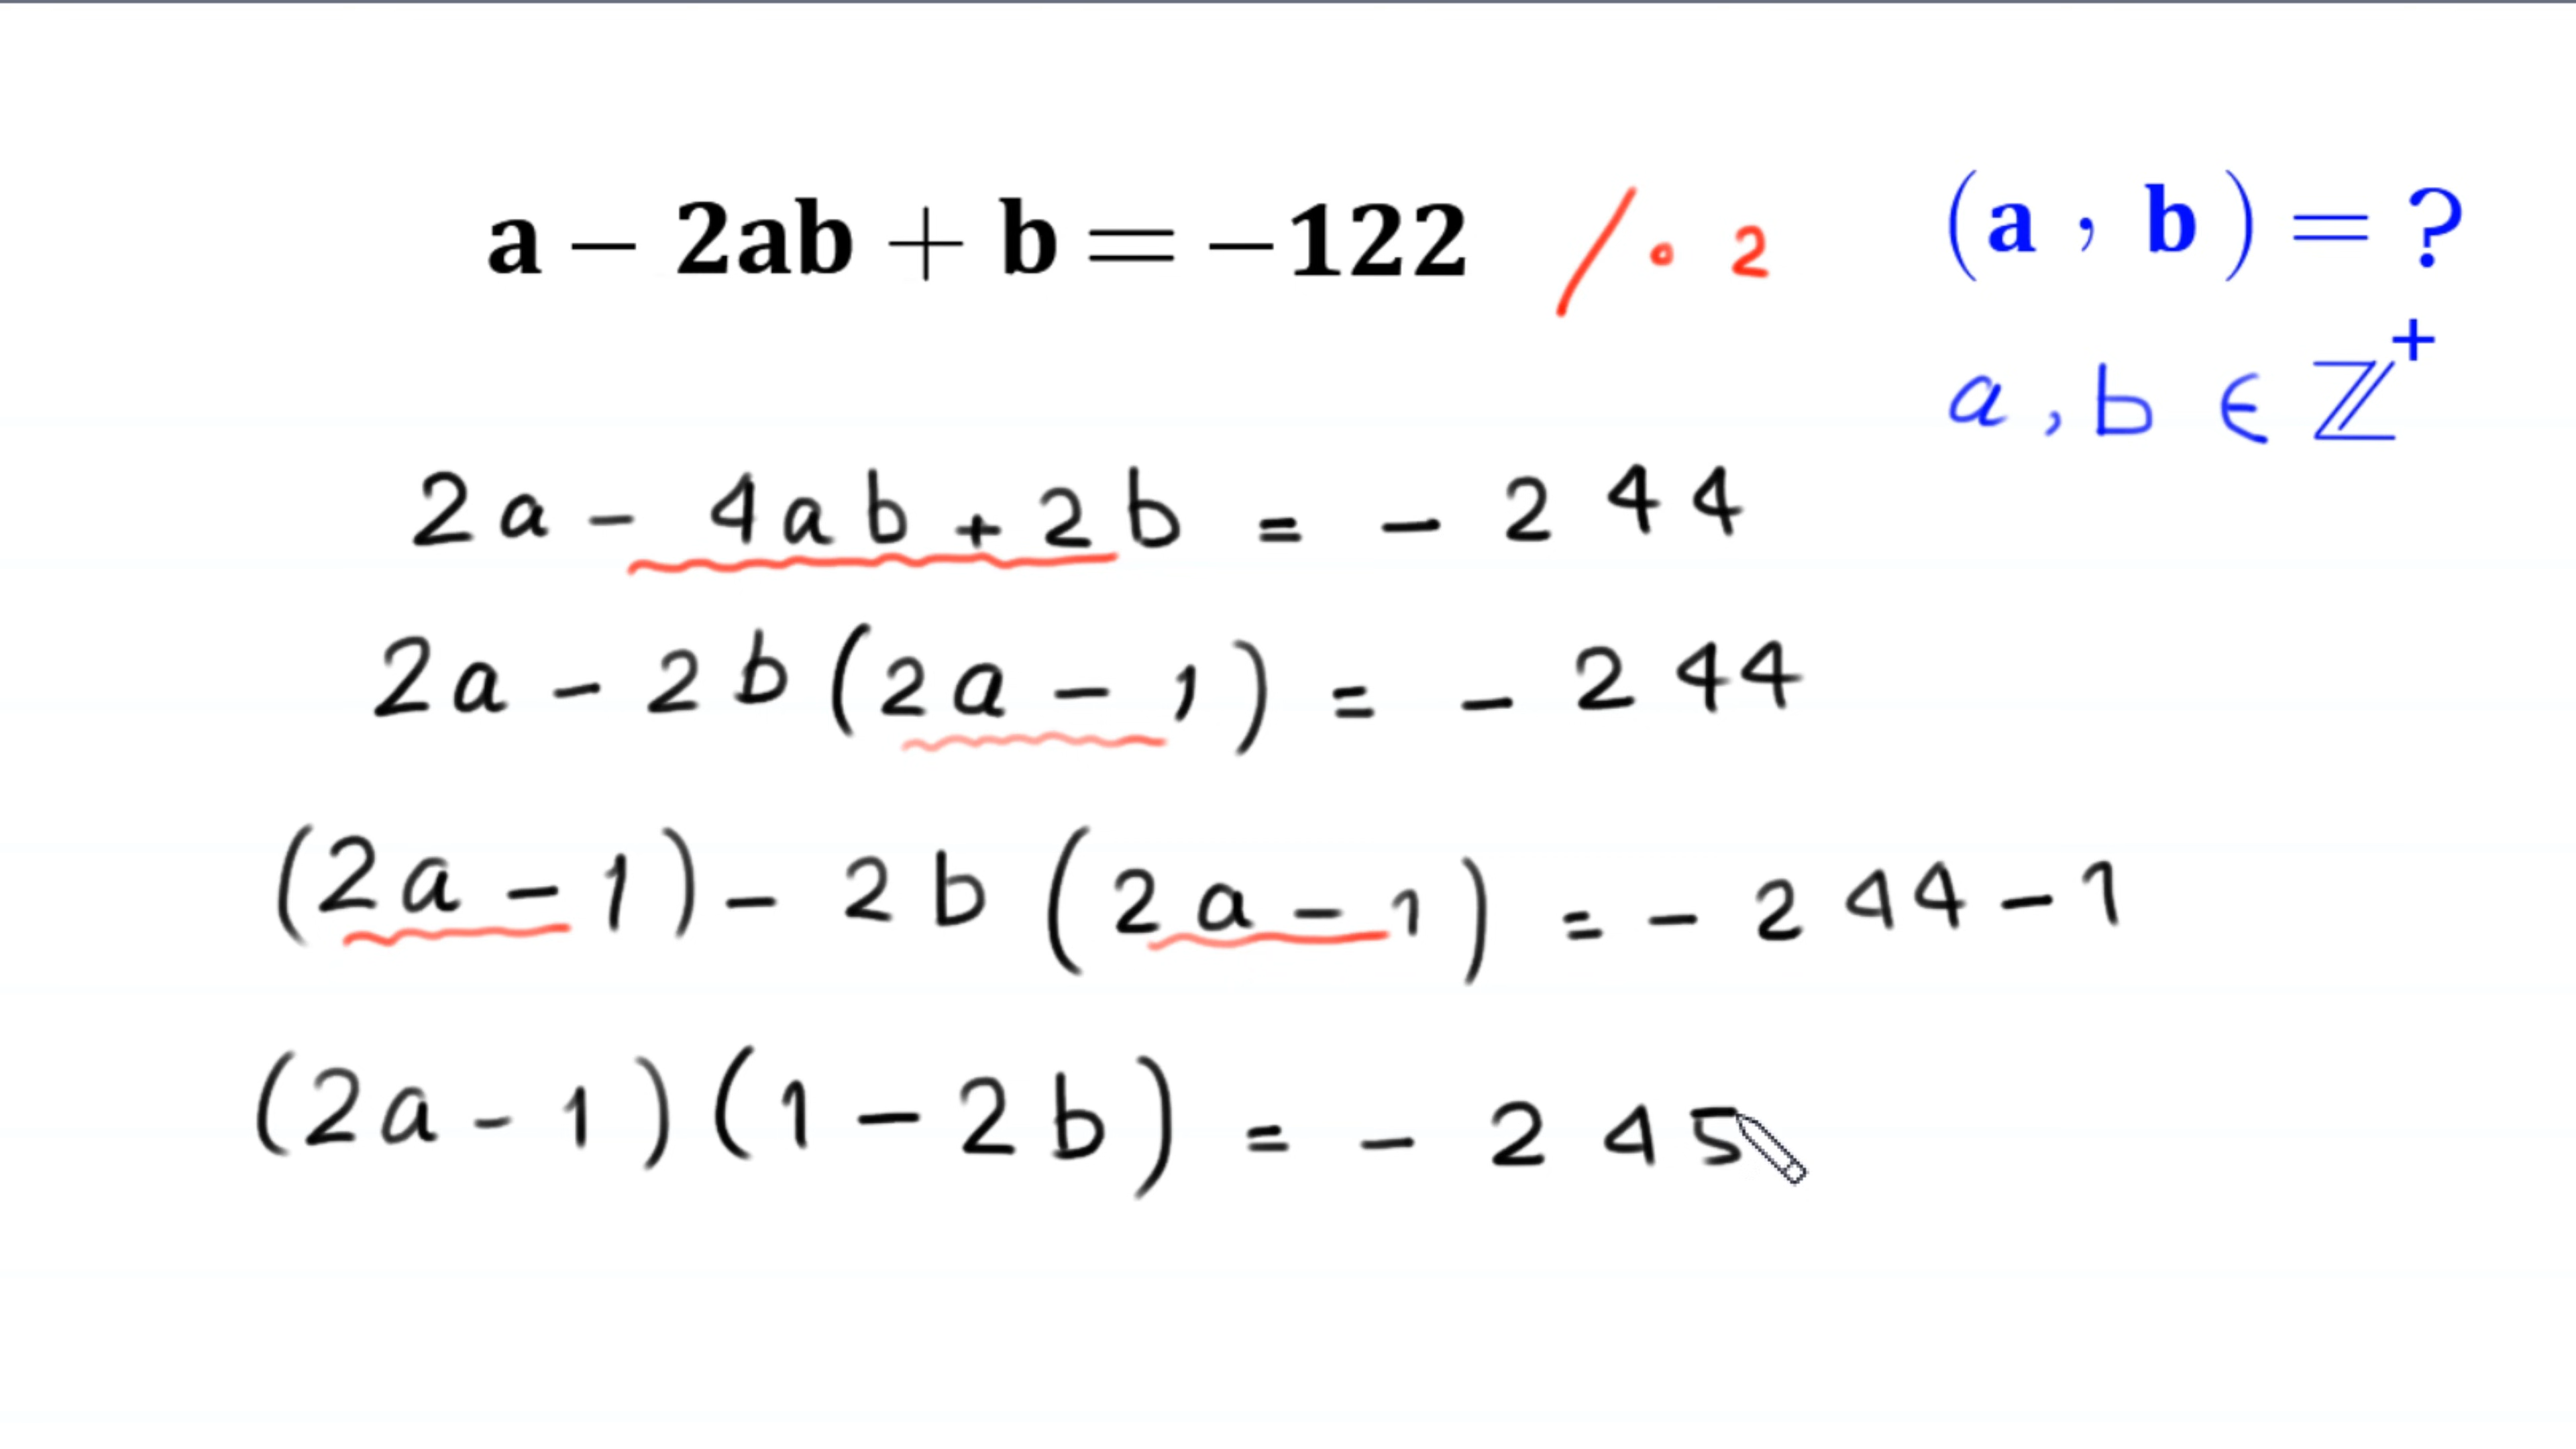 a − 2ab + b = −122 / · 2 (a , b) = ?
a , b ∈ ℤ⁺
2a − 4ab + 2b = − 244
2a − 2b (2a − 1) = − 244
(2a − 1) − 2b (2a − 1) = − 244 − 1
(2a − 1) (1 − 2b) = − 245